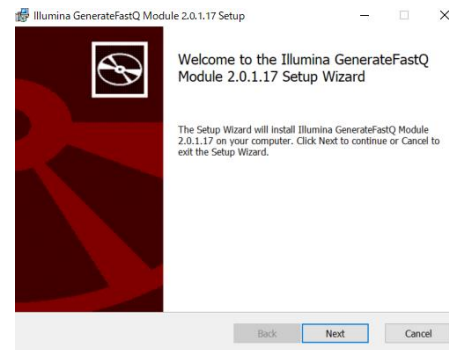 Illumina GenerateFastQ Module 2.0.1.17 Setup
Welcome to the Illumina GenerateFastQ
Module 2.0.1.17 Setup Wizard
The Setup Wizard will install Illumina GenerateFastQ Module
2.0.1.17 on your computer. Click Next to continue or Cancel to
exit the Setup Wizard.
Back Next Cancel